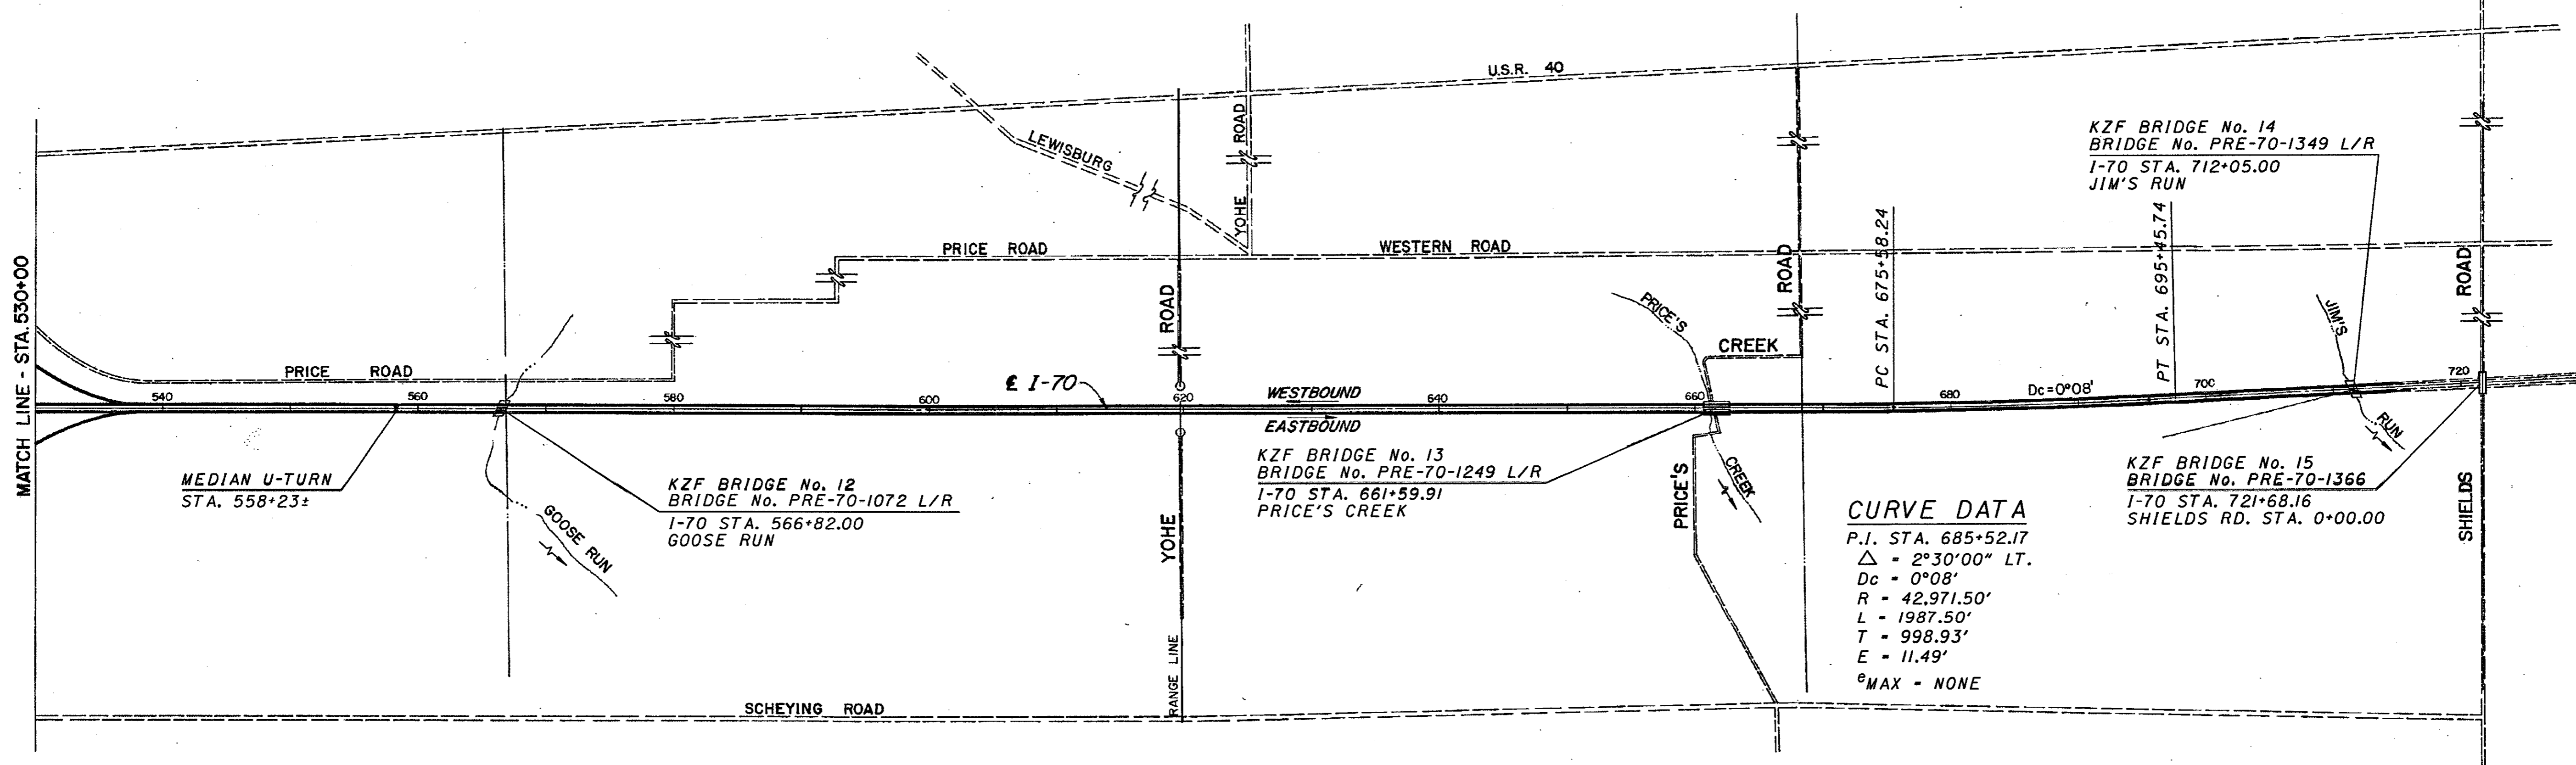 U.S.R. 40
LEWISBURG
YOHE ROAD
KZF BRIDGE No. 14
BRIDGE No. PRE-70-1349 L/R
I-70 STA. 712+05.00
JIM'S RUN
MATCH LINE - STA. 530+00
PRICE ROAD
WESTERN ROAD
ROAD
ROAD
PC STA. 675+58.24
PT STA. 695+45.74
ROAD
PRICE'S
CREEK
JIM'S
RUN
PRICE ROAD
℄ I-70
WESTBOUND
EASTBOUND
540
560
580
600
620
640
660
680
Dc=0°08'
700
720
MEDIAN U-TURN
STA. 558+23±
KZF BRIDGE No. 12
BRIDGE No. PRE-70-1072 L/R
I-70 STA. 566+82.00
GOOSE RUN
GOOSE RUN
YOHE
RANGE LINE
KZF BRIDGE No. 13
BRIDGE No. PRE-70-1249 L/R
I-70 STA. 661+59.91
PRICE'S CREEK
PRICE'S
CREEK
CURVE DATA
P.I. STA. 685+52.17
△ = 2°30'00" LT.
Dc = 0°08'
R = 42,971.50'
L = 1987.50'
T = 998.93'
E = 11.49'
eMAX = NONE
KZF BRIDGE No. 15
BRIDGE No. PRE-70-1366
I-70 STA. 721+68.16
SHIELDS RD. STA. 0+00.00
SHIELDS
SCHEYING ROAD